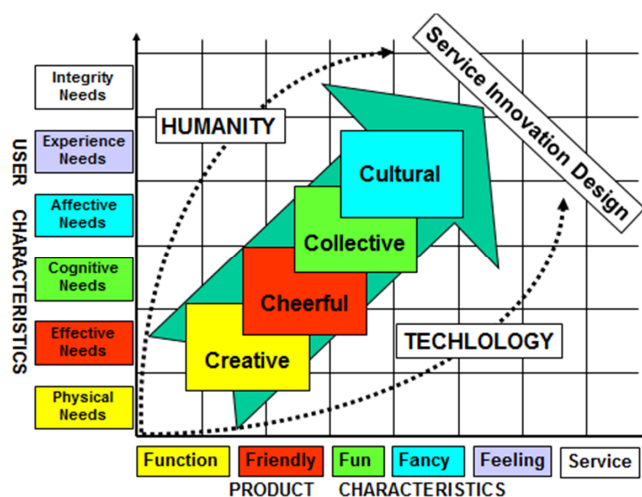 USER CHARACTERISTICS
Integrity
Needs
Experience
Needs
Affective
Needs
Cognitive
Needs
Effective
Needs
Physical
Needs
HUMANITY
Service Innovation Design
Cultural
Collective
Cheerful
Creative
TECHLOLOGY
Function
Friendly
Fun
Fancy
Feeling
Service
PRODUCT CHARACTERISTICS